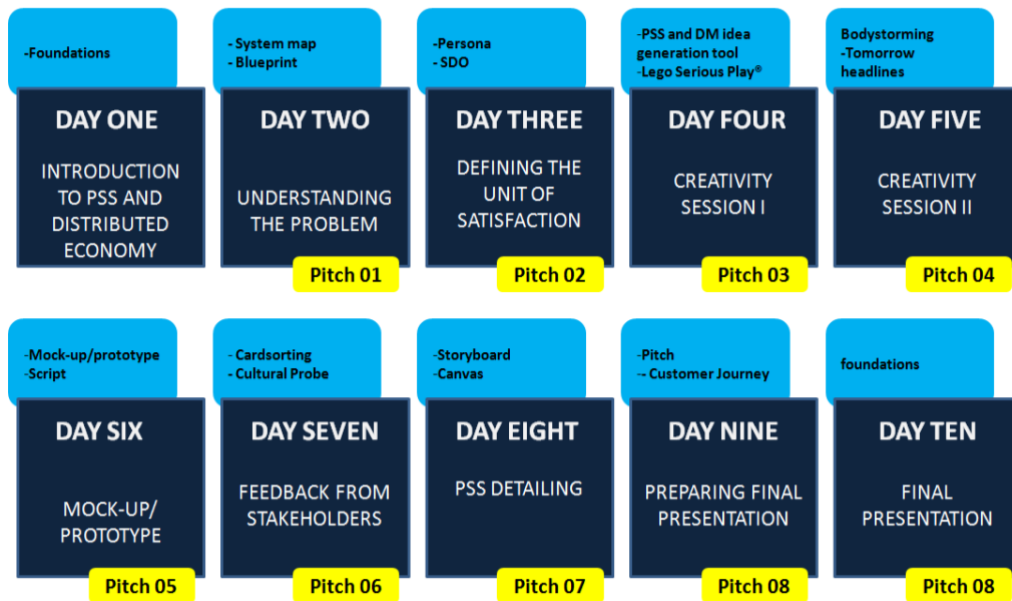 -Foundations
- System map
- Blueprint
-Persona
- SDO
-PSS and DM idea
generation tool
-Lego Serious Play®
Bodystorming
-Tomorrow
headlines
DAY ONE
INTRODUCTION
TO PSS AND
DISTRIBUTED
ECONOMY
DAY TWO
UNDERSTANDING
THE PROBLEM
Pitch 01
DAY THREE
DEFINING THE
UNIT OF
SATISFACTION
Pitch 02
DAY FOUR
CREATIVITY
SESSION I
Pitch 03
DAY FIVE
CREATIVITY
SESSION II
Pitch 04
-Mock-up/prototype
-Script
- Cardsorting
- Cultural Probe
-Storyboard
-Canvas
-Pitch
-- Customer Journey
foundations
DAY SIX
MOCK-UP/
PROTOTYPE
Pitch 05
DAY SEVEN
FEEDBACK FROM
STAKEHOLDERS
Pitch 06
DAY EIGHT
PSS DETAILING
Pitch 07
DAY NINE
PREPARING FINAL
PRESENTATION
Pitch 08
DAY TEN
FINAL
PRESENTATION
Pitch 08